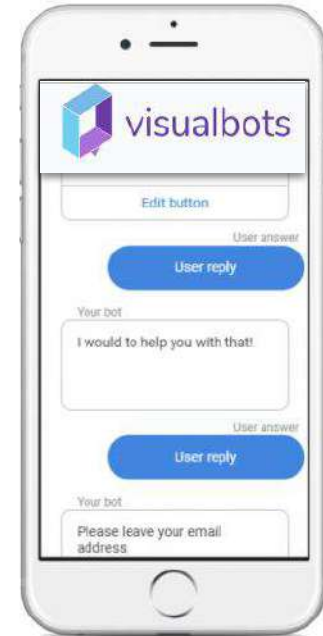 visualbots
Edit button
User answer
User reply
Your bot
I would to help you with that!
User answer
User reply
Your bot
Please leave your email
address